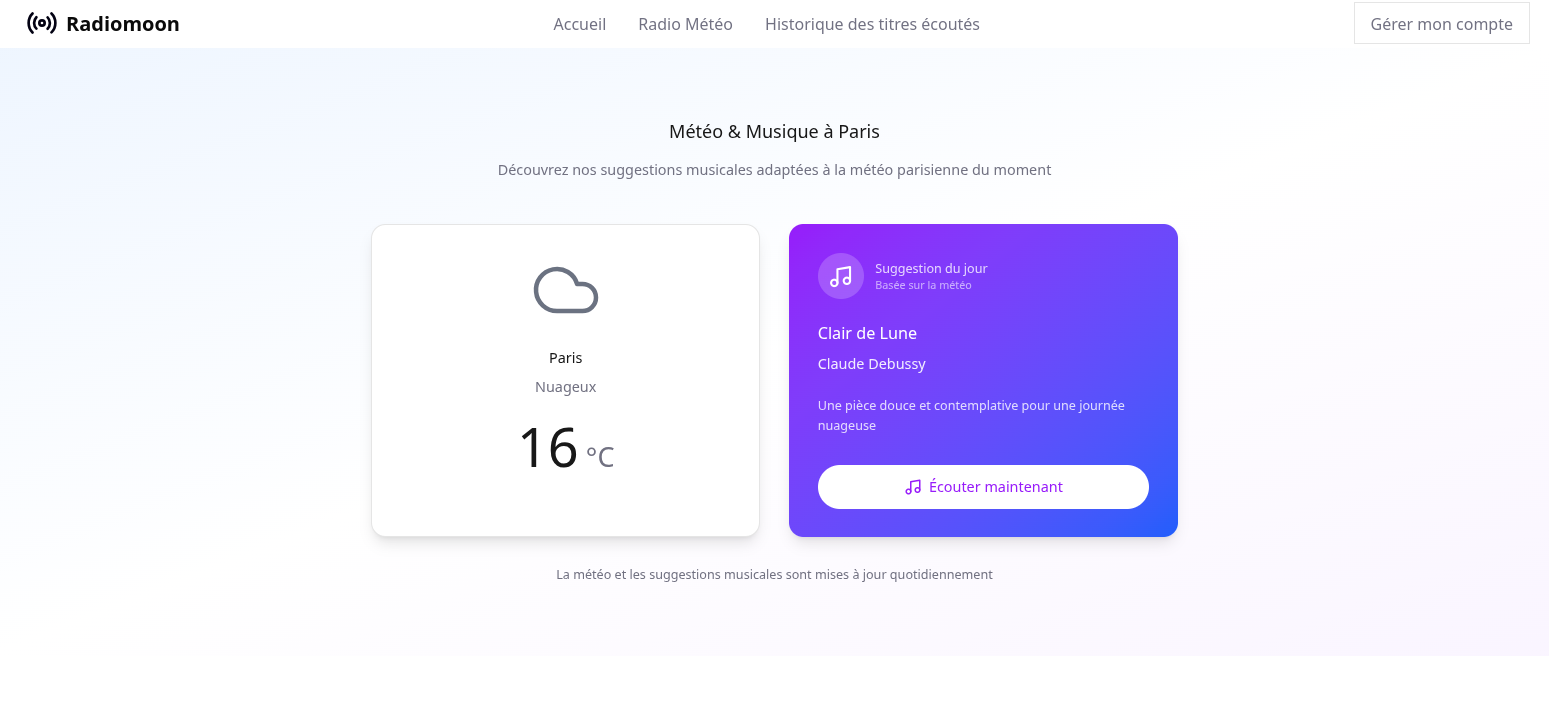 Radiomoon
Accueil
Radio Météo
Historique des titres écoutés
Gérer mon compte
Météo & Musique à Paris
Découvrez nos suggestions musicales adaptées à la météo parisienne du moment
Paris
Nuageux
16 °C
Suggestion du jour
Basée sur la météo
Clair de Lune
Claude Debussy
Une pièce douce et contemplative pour une journée
nuageuse
Écouter maintenant
La météo et les suggestions musicales sont mises à jour quotidiennement